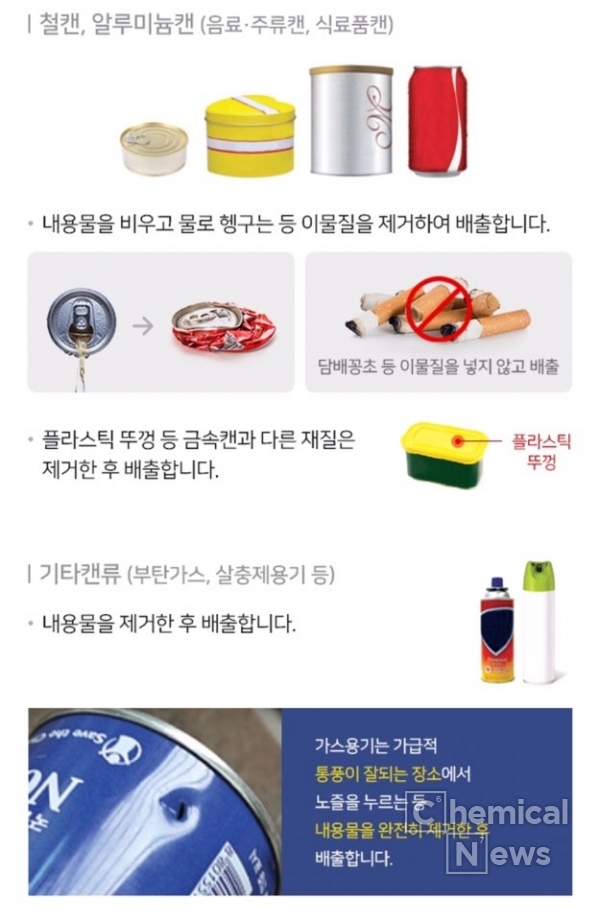 철캔, 알루미늄캔 (음료·주류캔, 식료품캔)
· 내용물을 비우고 물로 헹구는 등 이물질을 제거하여 배출합니다.
담배꽁초 등 이물질을 넣지 않고 배출
· 플라스틱 뚜껑 등 금속캔과 다른 재질은
제거한 후 배출합니다.
플라스틱
뚜껑
기타캔류 (부탄가스, 살충제용기 등)
· 내용물을 제거한 후 배출합니다.
Save the
가스용기는 가급적
통풍이 잘되는 장소에서
노즐을 누르는 등
내용물을 완전히 제거한 후
배출합니다.
Chemical
News